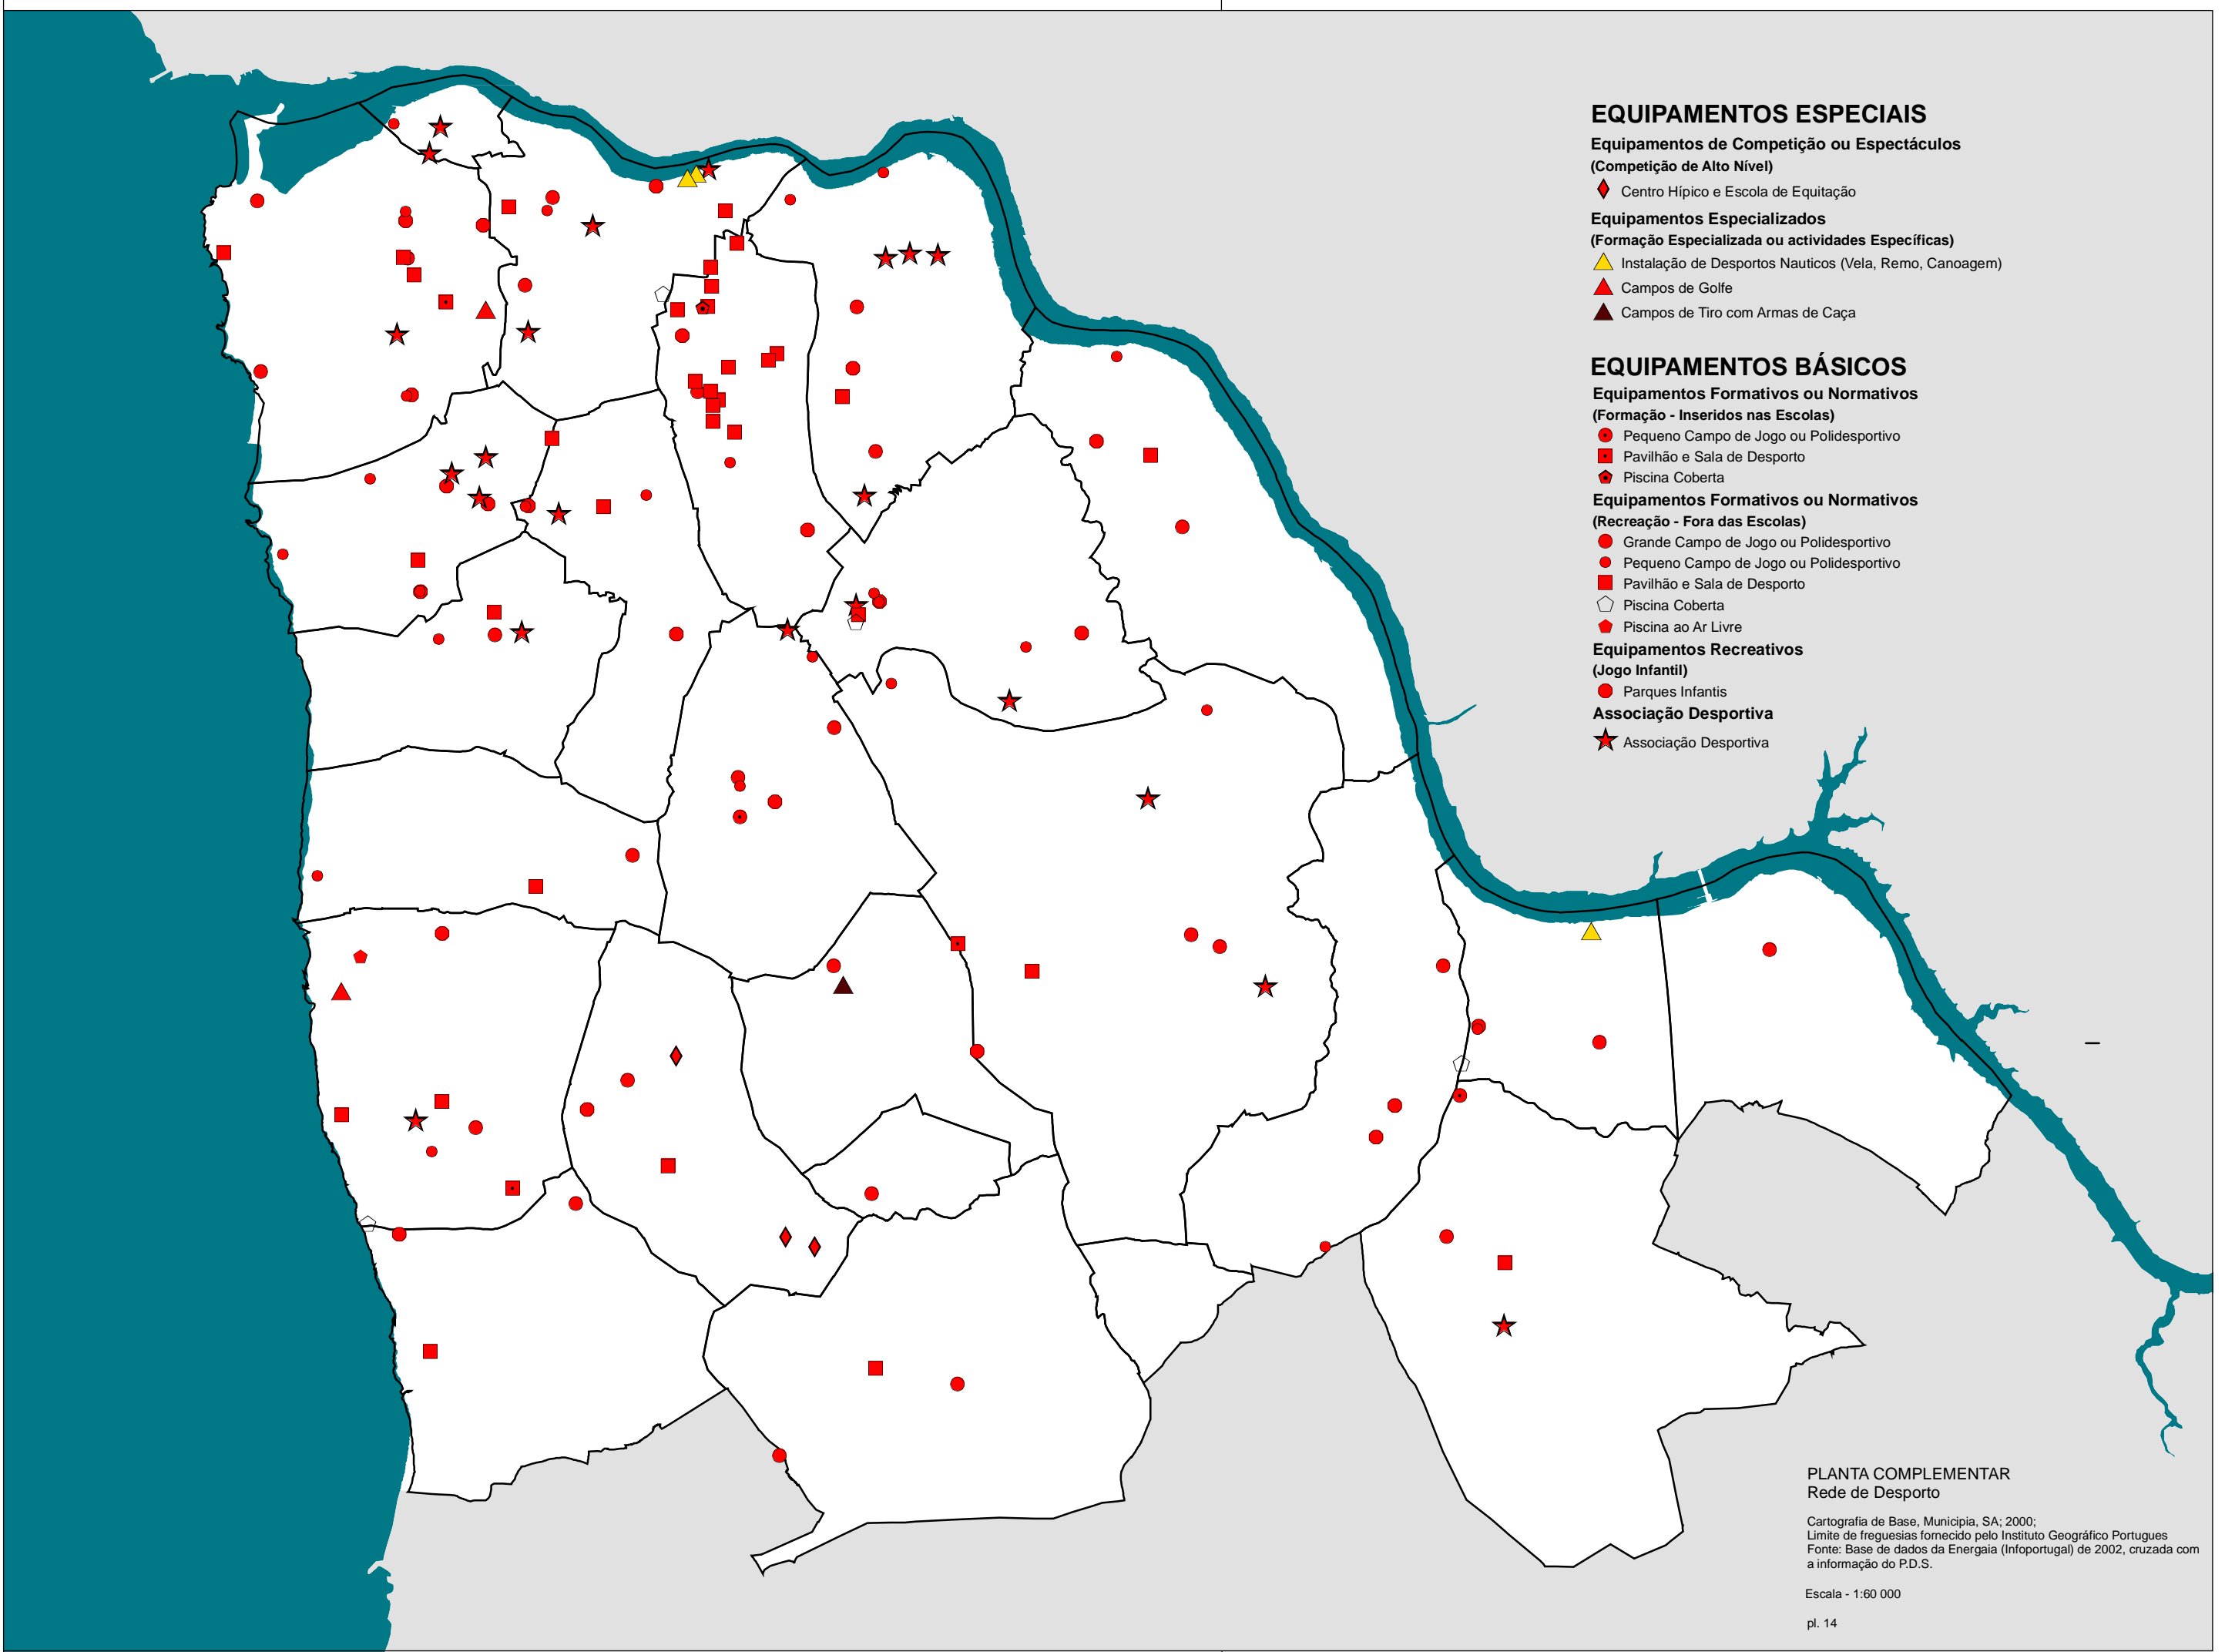 EQUIPAMENTOS ESPECIAIS
Equipamentos de Competição ou Espectáculos
(Competição de Alto Nível)
Centro Hípico e Escola de Equitação
Equipamentos Especializados
(Formação Especializada ou actividades Específicas)
Instalação de Desportos Nauticos (Vela, Remo, Canoagem)
Campos de Golfe
Campos de Tiro com Armas de Caça
EQUIPAMENTOS BÁSICOS
Equipamentos Formativos ou Normativos
(Formação - Inseridos nas Escolas)
Pequeno Campo de Jogo ou Polidesportivo
Pavilhão e Sala de Desporto
Piscina Coberta
Equipamentos Formativos ou Normativos
(Recreação - Fora das Escolas)
Grande Campo de Jogo ou Polidesportivo
Pequeno Campo de Jogo ou Polidesportivo
Pavilhão e Sala de Desporto
Piscina Coberta
Piscina ao Ar Livre
Equipamentos Recreativos
(Jogo Infantil)
Parques Infantis
Associação Desportiva
Associação Desportiva
PLANTA COMPLEMENTAR
Rede de Desporto
Cartografia de Base, Municipia, SA; 2000;
Limite de freguesias fornecido pelo Instituto Geográfico Portugues
Fonte: Base de dados da Energaia (Infoportugal) de 2002, cruzada com
a informação do P.D.S.
Escala - 1:60 000
pl. 14